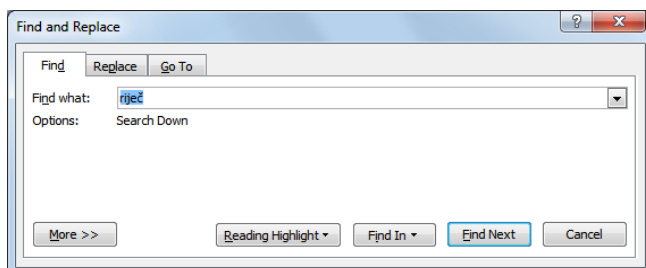 Find and Replace
Find Replace Go To
Find what: riječ
Options: Search Down
More >> Reading Highlight Find In Find Next Cancel